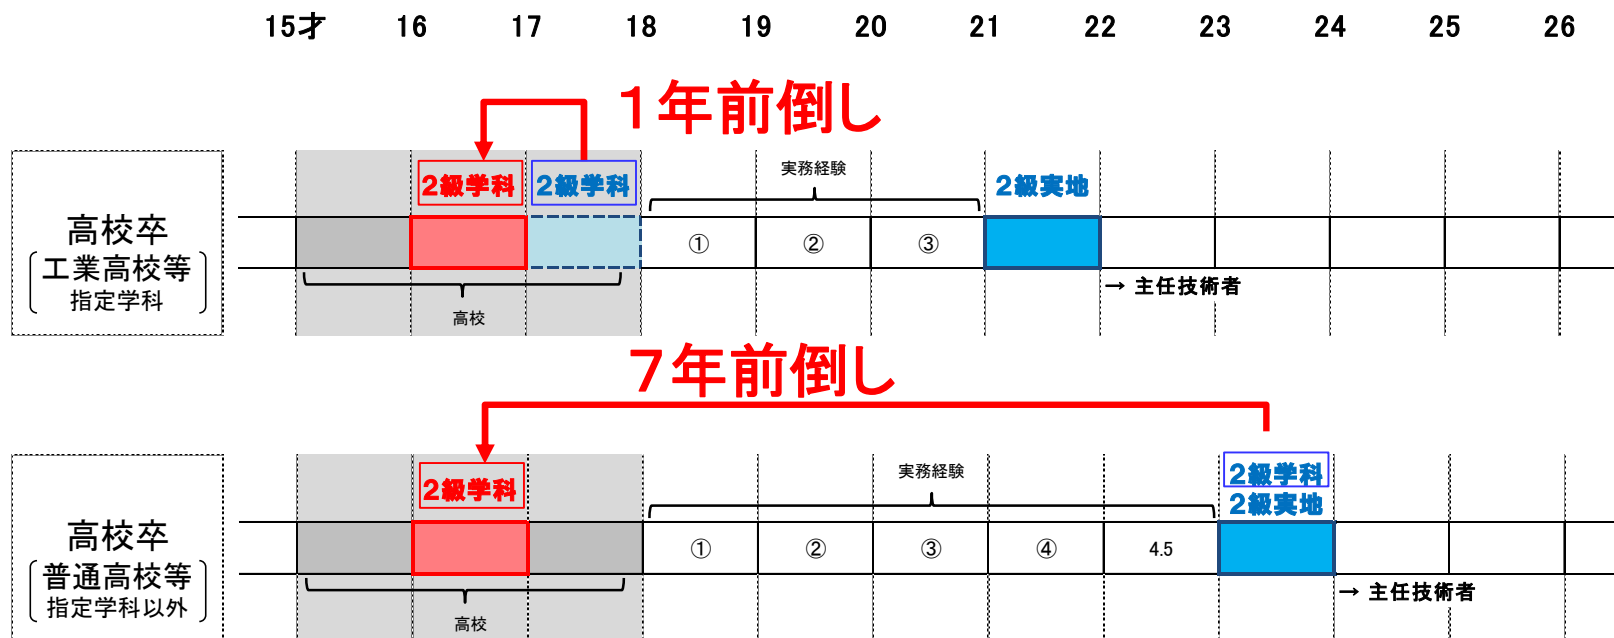 15才 16 17 18 19 20 21 22 23 24 25 26
1年前倒し
2級学科 2級学科 実務経験 2級実地
高校卒
工業高校等
指定学科
① ② ③
→ 主任技術者
高校
7年前倒し
2級学科 実務経験 2級学科
2級実地
高校卒
普通高校等
指定学科以外
① ② ③ ④ 4.5
→ 主任技術者
高校